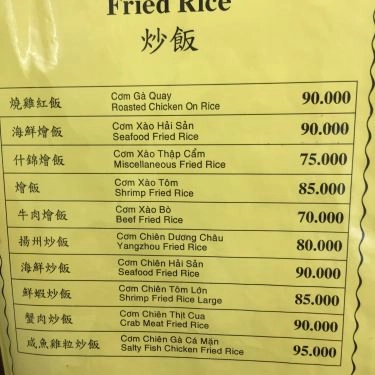 Fried Rice
炒飯
燒雞紅飯 Cơm Gà Quay 90.000
Roasted Chicken On Rice
海鮮燴飯 Cơm Xào Hải Sản 90.000
Seafood Fried Rice
什錦燴飯 Cơm Xào Thập Cẩm 75.000
Miscellaneous Fried Rice
燴飯 Cơm Xào Tôm 85.000
Shrimp Fried Rice
牛肉燴飯 Cơm Xào Bò 70.000
Beef Fried Rice
揚州炒飯 Cơm Chiên Dương Châu 80.000
Yangzhou Fried Rice
海鮮炒飯 Cơm Chiên Hải Sản 90.000
Seafood Fried Rice
鮮蝦炒飯 Cơm Chiên Tôm Lớn 85.000
Shrimp Fried Rice Large
蟹肉炒飯 Cơm Chiên Thịt Cua 90.000
Crab Meat Fried Rice
咸魚雞粒炒飯 Cơm Chiên Gà Cá Mặn 95.000
Salty Fish Chicken Fried Rice